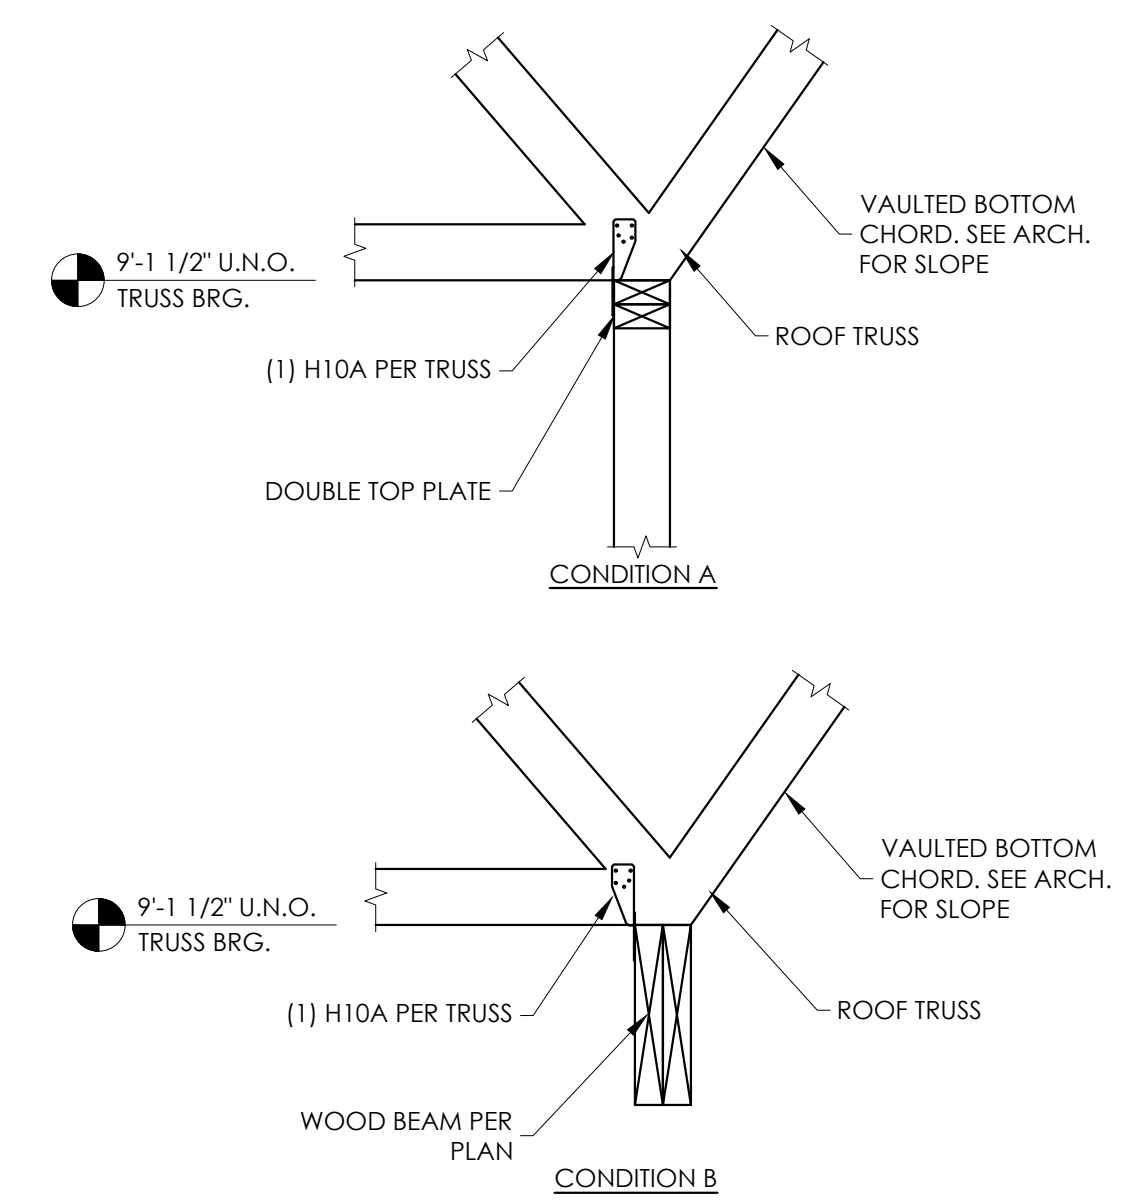 VAULTED BOTTOM
CHORD. SEE ARCH.
FOR SLOPE
9'-1 1/2" U.N.O.
TRUSS BRG.
ROOF TRUSS
(1) H10A PER TRUSS
DOUBLE TOP PLATE
CONDITION A
VAULTED BOTTOM
CHORD. SEE ARCH.
FOR SLOPE
9'-1 1/2" U.N.O.
TRUSS BRG.
(1) H10A PER TRUSS
ROOF TRUSS
WOOD BEAM PER
PLAN
CONDITION B